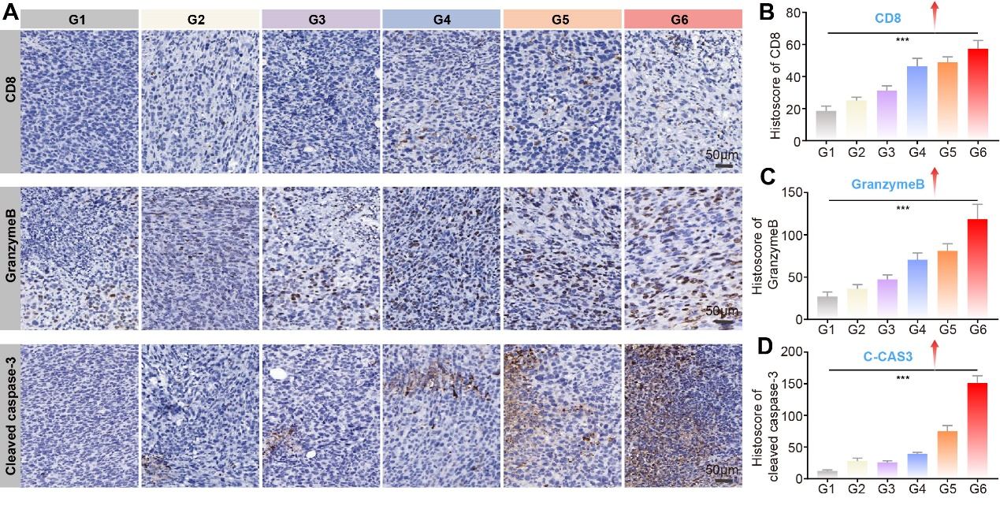 A
G1 G2 G3 G4 G5 G6
CD8
50μm
GranzymeB
50μm
Cleaved caspase-3
50μm
B
CD8
***
Histoscore of CD8
80
60
40
20
0
G1 G2 G3 G4 G5 G6
C
GranzymeB
***
Histoscore of
GranzymeB
150
100
50
0
G1 G2 G3 G4 G5 G6
D
C-CAS3
***
Histoscore of
cleaved caspase-3
200
150
100
50
0
G1 G2 G3 G4 G5 G6